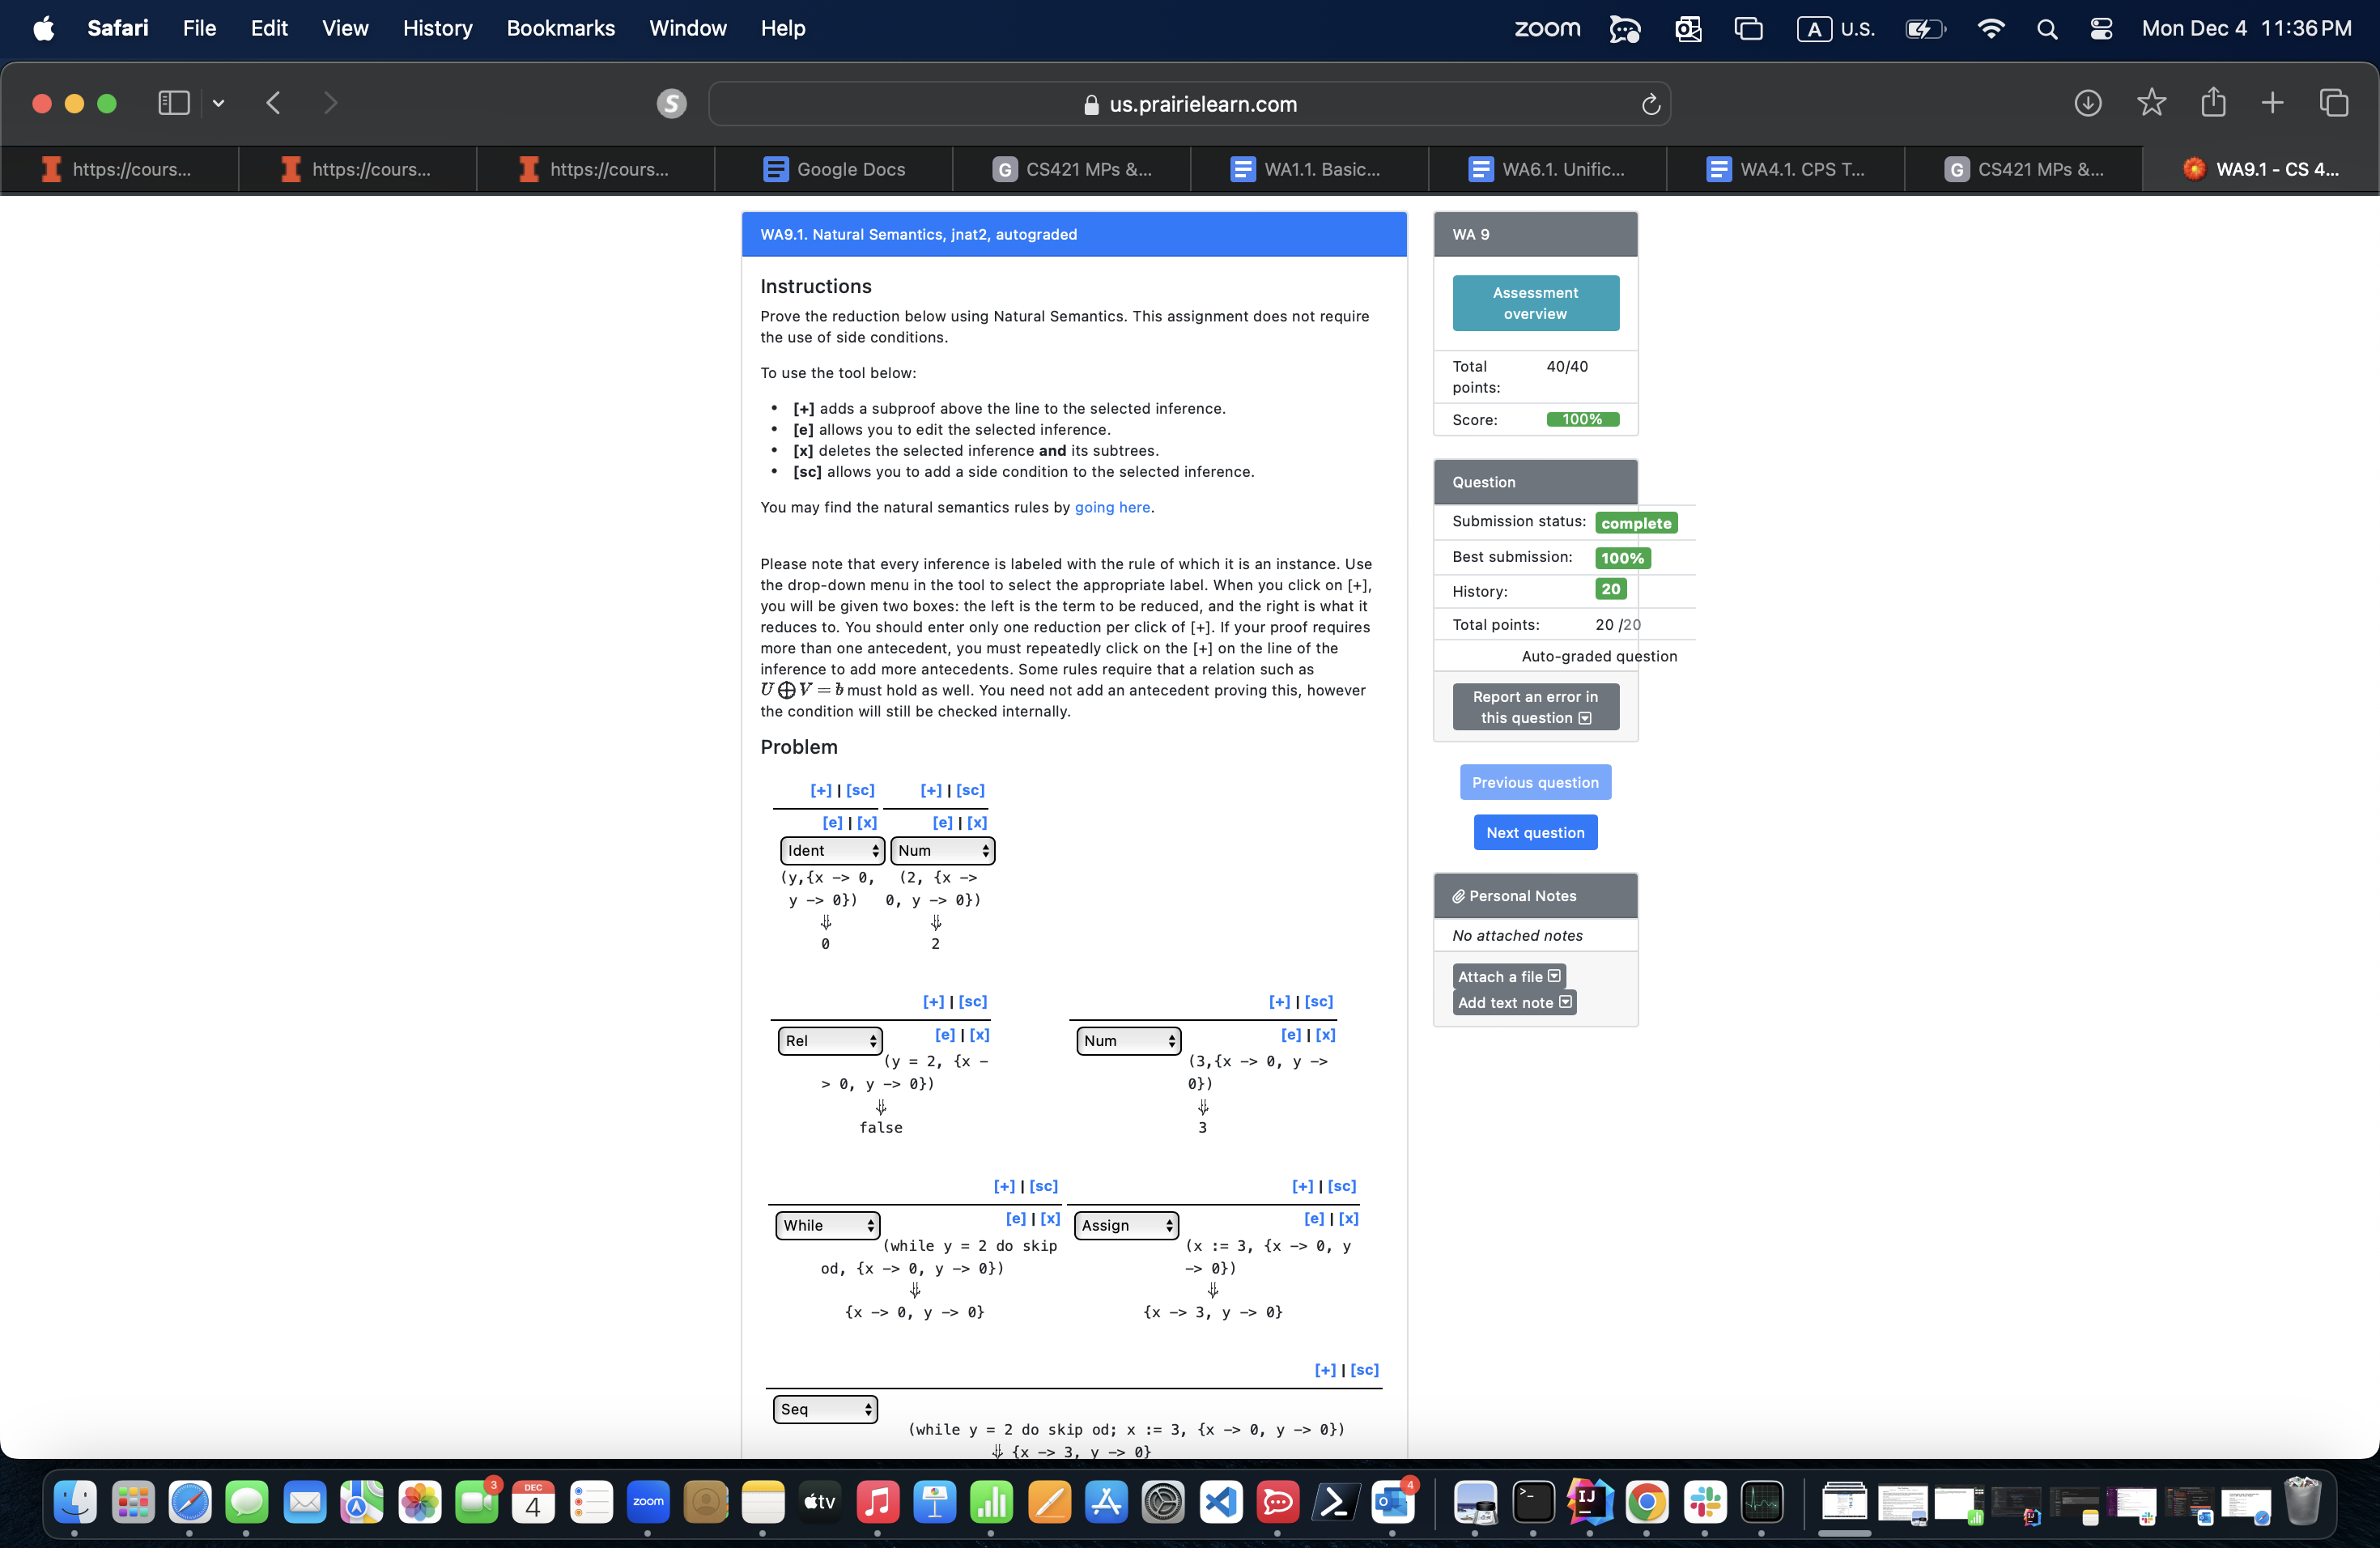 Safari File Edit View History Bookmarks Window Help zoom A U.S. Mon Dec 4 11:36 PM
S us.prairielearn.com
https://cours... https://cours... https://cours... Google Docs G CS421 MPs &... WA1.1. Basic... WA6.1. Unific... WA4.1. CPS T... G CS421 MPs &... WA9.1 - CS 4...
WA9.1. Natural Semantics, jnat2, autograded
Instructions
Prove the reduction below using Natural Semantics. This assignment does not require
the use of side conditions.
To use the tool below:
• [+] adds a subproof above the line to the selected inference.
• [e] allows you to edit the selected inference.
• [x] deletes the selected inference and its subtrees.
• [sc] allows you to add a side condition to the selected inference.
You may find the natural semantics rules by going here.
Please note that every inference is labeled with the rule of which it is an instance. Use
the drop-down menu in the tool to select the appropriate label. When you click on [+],
you will be given two boxes: the left is the term to be reduced, and the right is what it
reduces to. You should enter only one reduction per click of [+]. If your proof requires
more than one antecedent, you must repeatedly click on the [+] on the line of the
inference to add more antecedents. Some rules require that a relation such as
U ⊕ V = b must hold as well. You need not add an antecedent proving this, however
the condition will still be checked internally.
Problem
[+] | [sc] [+] | [sc]
[e] | [x] [e] | [x]
Ident Num
(y,{x -> 0, (2, {x ->
y -> 0}) 0, y -> 0})
⇓ ⇓
0 2
[+] | [sc] [+] | [sc]
Rel [e] | [x] Num [e] | [x]
(y = 2, {x - (3,{x -> 0, y ->
> 0, y -> 0}) 0})
⇓ ⇓
false 3
[+] | [sc] [+] | [sc]
While [e] | [x] Assign [e] | [x]
(while y = 2 do skip (x := 3, {x -> 0, y
od, {x -> 0, y -> 0}) -> 0})
⇓ ⇓
{x -> 0, y -> 0} {x -> 3, y -> 0}
[+] | [sc]
Seq
(while y = 2 do skip od; x := 3, {x -> 0, y -> 0})
⇓ {x -> 3, y -> 0}
WA 9
Assessment
overview
Total 40/40
points:
Score: 100%
Question
Submission status: complete
Best submission: 100%
History: 20
Total points: 20 /20
Auto-graded question
Report an error in
this question
Previous question
Next question
Personal Notes
No attached notes
Attach a file
Add text note
3 DEC 4 zoom tv 4 IJ